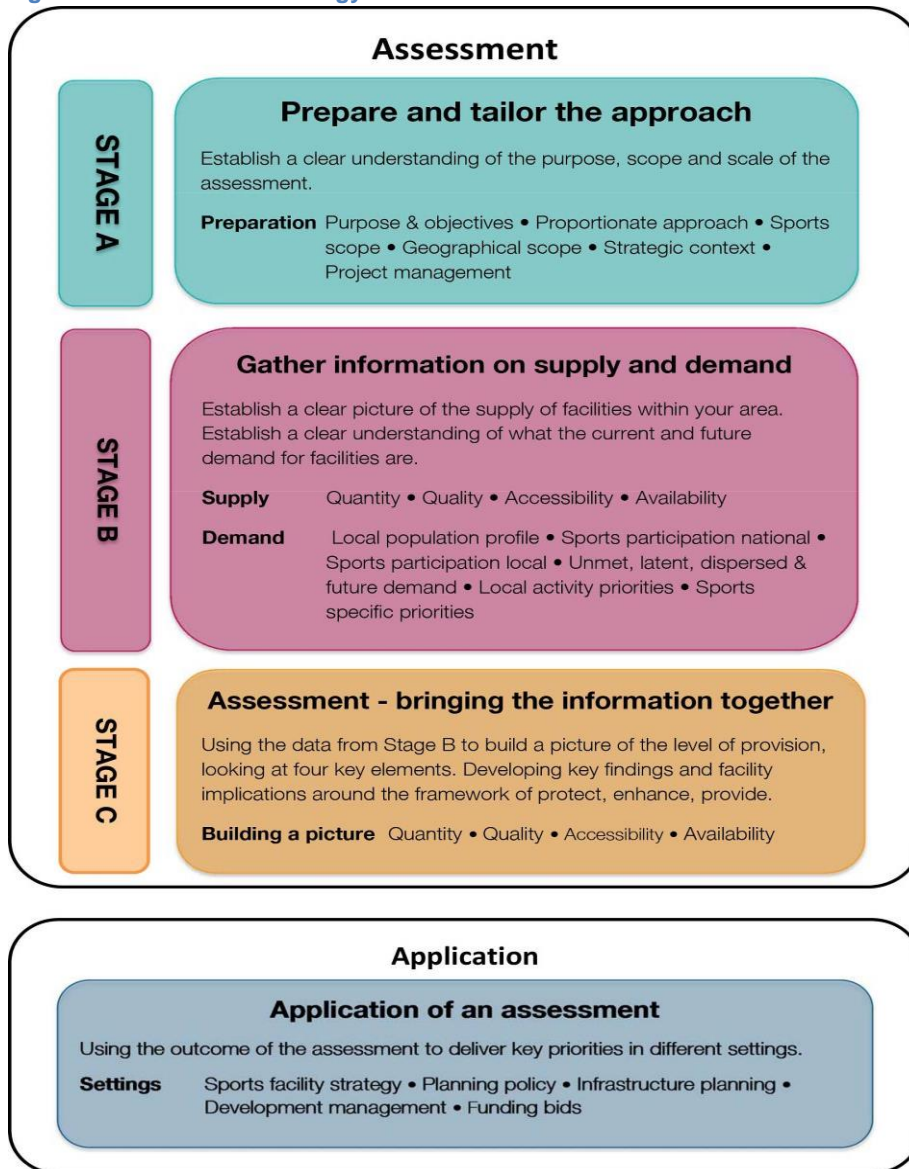 Assessment
STAGE A
Prepare and tailor the approach
Establish a clear understanding of the purpose, scope and scale of the
assessment.
Preparation Purpose & objectives • Proportionate approach • Sports
scope • Geographical scope • Strategic context •
Project management
STAGE B
Gather information on supply and demand
Establish a clear picture of the supply of facilities within your area.
Establish a clear understanding of what the current and future
demand for facilities are.
Supply Quantity • Quality • Accessibility • Availability
Demand Local population profile • Sports participation national •
Sports participation local • Unmet, latent, dispersed &
future demand • Local activity priorities • Sports
specific priorities
STAGE C
Assessment - bringing the information together
Using the data from Stage B to build a picture of the level of provision,
looking at four key elements. Developing key findings and facility
implications around the framework of protect, enhance, provide.
Building a picture Quantity • Quality • Accessibility • Availability
Application
Application of an assessment
Using the outcome of the assessment to deliver key priorities in different settings.
Settings Sports facility strategy • Planning policy • Infrastructure planning •
Development management • Funding bids